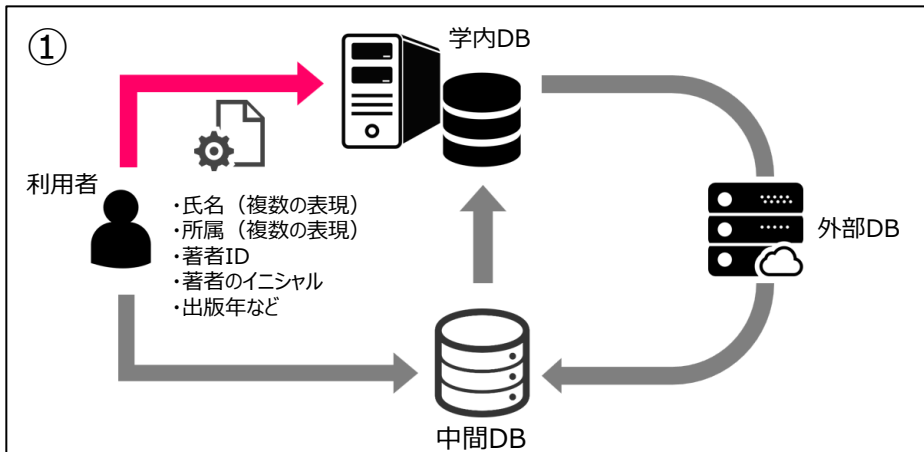 ①
学内DB
利用者
・氏名（複数の表現）
・所属（複数の表現）
・著者ID
・著者のイニシャル
・出版年など
外部DB
中間DB